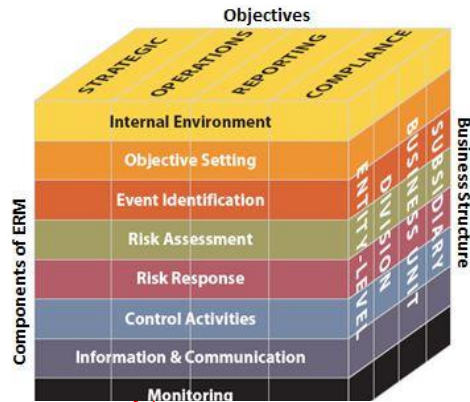 Objectives
STRATEGIC
OPERATIONS
REPORTING
COMPLIANCE
Internal Environment
Objective Setting
Event Identification
Risk Assessment
Risk Response
Control Activities
Information & Communication
Monitoring
Components of ERM
ENTITY-LEVEL
DIVISION
BUSINESS UNIT
SUBSIDIARY
Business Structure